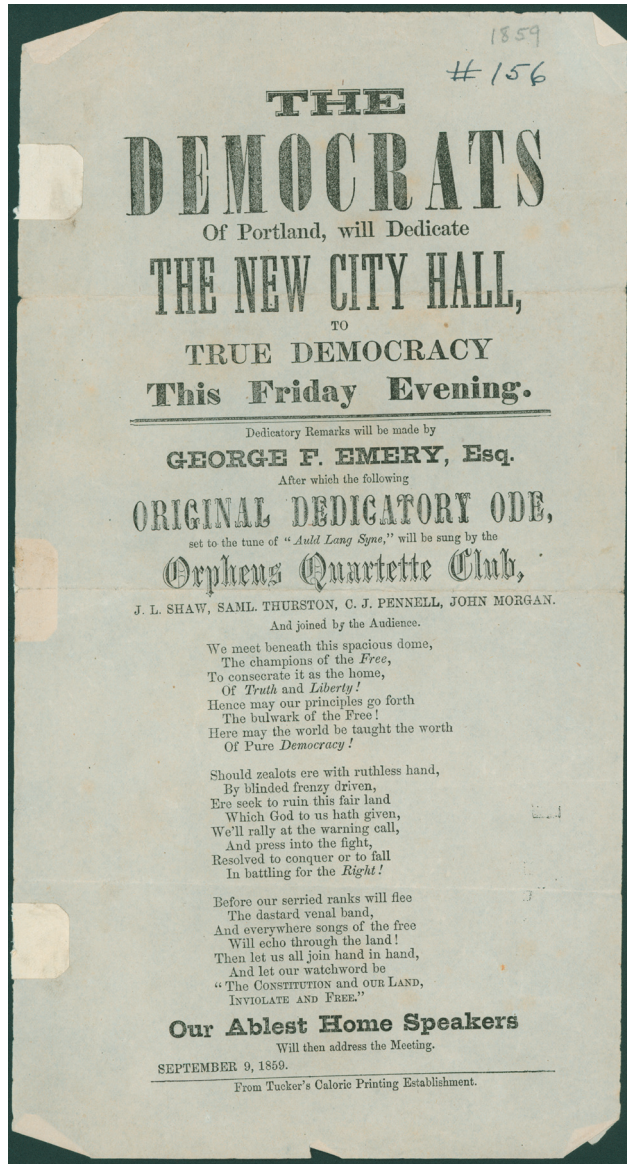 1859
#156
THE
DEMOCRATS
Of Portland, will Dedicate
THE NEW CITY HALL,
TO
TRUE DEMOCRACY
This Friday Evening.
Dedicatory Remarks will be made by
GEORGE F. EMERY, Esq.
After which the following
ORIGINAL DEDICATORY ODE,
set to the tune of "Auld Lang Syne," will be sung by the
Orpheus Quartette Club,
J. L. SHAW, SAML. THURSTON, C. J. PENNELL, JOHN MORGAN.
And joined by the Audience.
We meet beneath this spacious dome,
The champions of the Free,
To consecrate it as the home,
Of Truth and Liberty!
Hence may our principles go forth
The bulwark of the Free!
Here may the world be taught the worth
Of Pure Democracy!
Should zealots ere with ruthless hand,
By blinded frenzy driven,
Ere seek to ruin this fair land
Which God to us hath given,
We'll rally at the warning call,
And press into the fight,
Resolved to conquer or to fall
In battling for the Right!
Before our serried ranks will flee
The dastard venal band,
And everywhere songs of the free
Will echo through the land!
Then let us all join hand in hand,
And let our watchword be
"The CONSTITUTION and OUR LAND,
INVIOLATE AND FREE."
Our Ablest Home Speakers
Will then address the Meeting.
SEPTEMBER 9, 1859.
From Tucker's Caloric Printing Establishment.